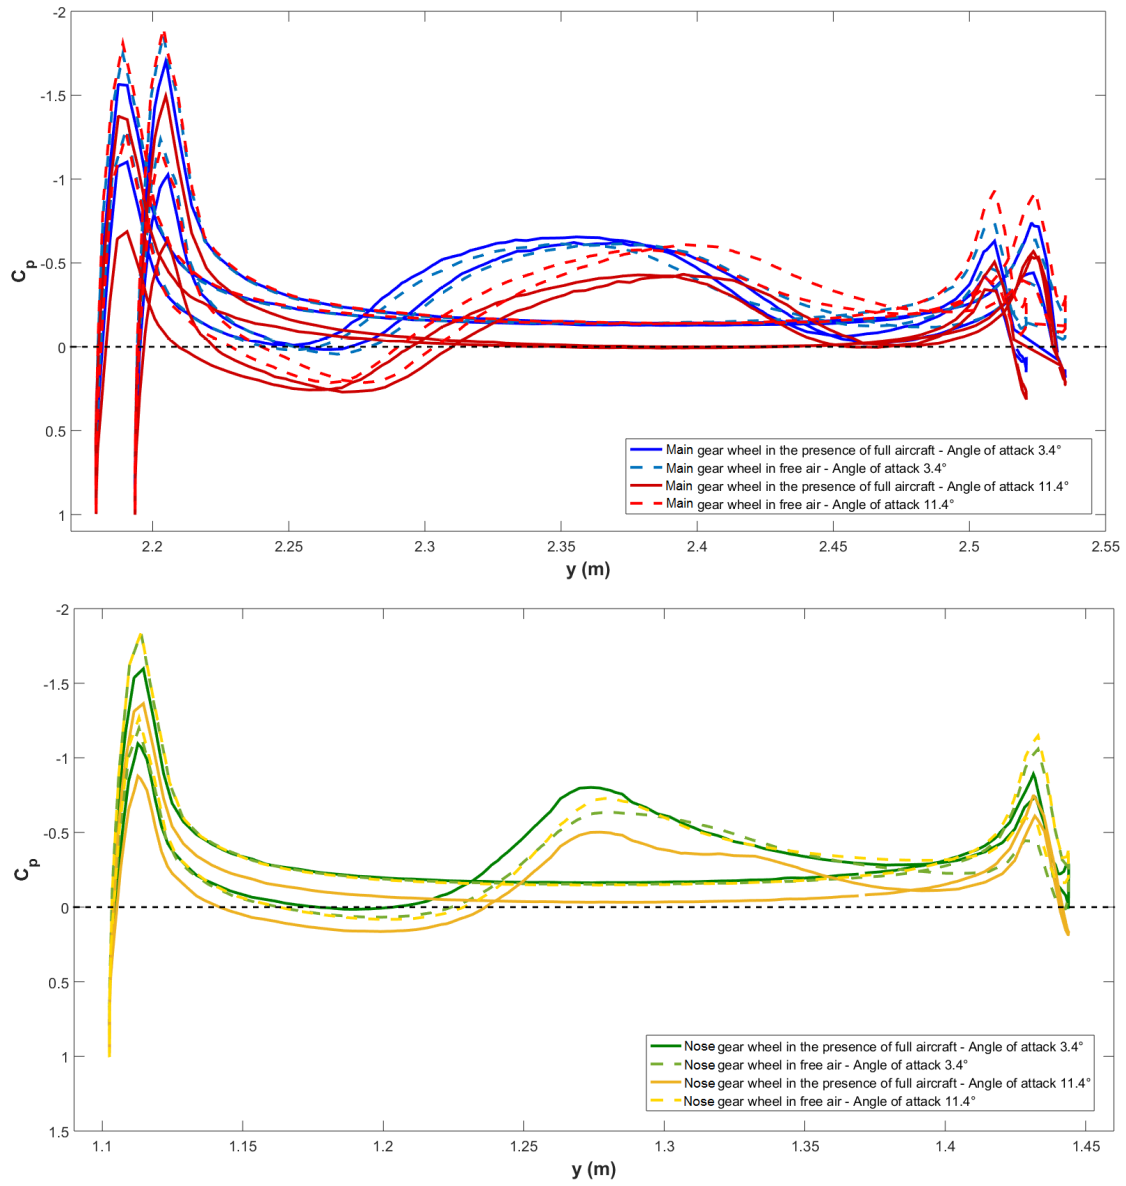 -2
-1.5
-1
-0.5
0
0.5
1
Cp
Main gear wheel in the presence of full aircraft - Angle of attack 3.4°
Main gear wheel in free air - Angle of attack 3.4°
Main gear wheel in the presence of full aircraft - Angle of attack 11.4°
Main gear wheel in free air - Angle of attack 11.4°
2.2 2.25 2.3 2.35 2.4 2.45 2.5 2.55
y (m)
-2
-1.5
-1
-0.5
0
0.5
1
1.5
Cp
Nose gear wheel in the presence of full aircraft - Angle of attack 3.4°
Nose gear wheel in free air - Angle of attack 3.4°
Nose gear wheel in the presence of full aircraft - Angle of attack 11.4°
Nose gear wheel in free air - Angle of attack 11.4°
1.1 1.15 1.2 1.25 1.3 1.35 1.4 1.45
y (m)